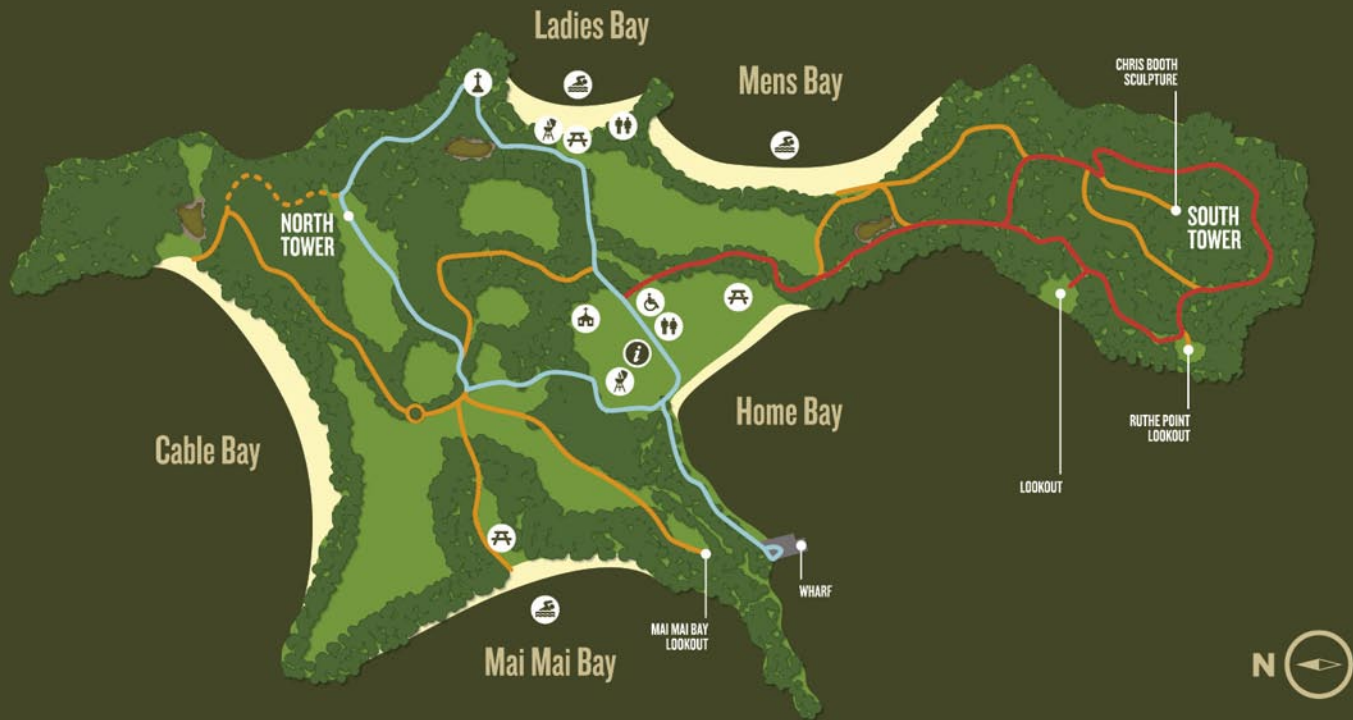 Ladies Bay
Mens Bay
CHRIS BOOTH
SCULPTURE
NORTH
TOWER
SOUTH
TOWER
i
Cable Bay
Home Bay
RUTHE POINT
LOOKOUT
LOOKOUT
WHARF
MAI MAI BAY
LOOKOUT
Mai Mai Bay
N